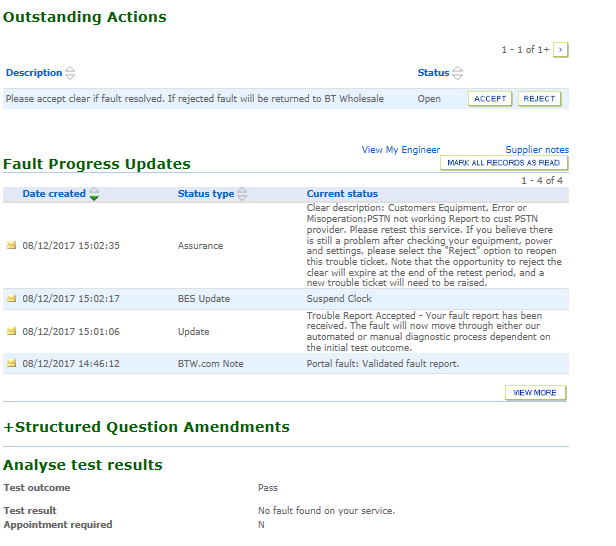 Outstanding Actions
1 - 1 of 1+ >
Description Status
Please accept clear if fault resolved. If rejected fault will be returned to BT Wholesale Open ACCEPT REJECT
View My Engineer Supplier notes
Fault Progress Updates MARK ALL RECORDS AS READ
1 - 4 of 4
Date created Status type Current status
Clear description: Customers Equipment, Error or
Misoperation;PSTN not working Report to cust PSTN
provider. Please retest this service. If you believe there
is still a problem after checking your equipment, power
08/12/2017 15:02:35 Assurance and settings, please select the "Reject" option to reopen
this trouble ticket. Note that the opportunity to reject the
clear will expire at the end of the retest period, and a
new trouble ticket will need to be raised.
08/12/2017 15:02:17 BES Update Suspend Clock
Trouble Report Accepted - Your fault report has been
received. The fault will now move through either our
08/12/2017 15:01:06 Update automated or manual diagnostic process dependent on
the initial test outcome.
08/12/2017 14:46:12 BTW.com Note Portal fault: Validated fault report.
VIEW MORE
+Structured Question Amendments
Analyse test results
Test outcome Pass
Test result No fault found on your service.
Appointment required N